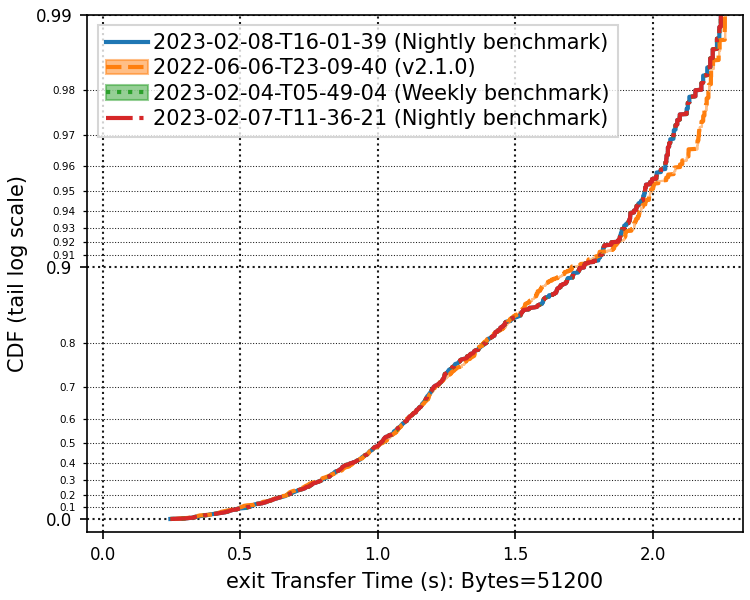 0.99
2023-02-08-T16-01-39 (Nightly benchmark)
2022-06-06-T23-09-40 (v2.1.0)
2023-02-04-T05-49-04 (Weekly benchmark)
2023-02-07-T11-36-21 (Nightly benchmark)
0.98
0.97
0.96
0.95
0.94
0.93
0.92
0.91
0.9
0.8
0.7
0.6
0.5
0.4
0.3
0.2
0.1
0.0
CDF (tail log scale)
0.0 0.5 1.0 1.5 2.0
exit Transfer Time (s): Bytes=51200